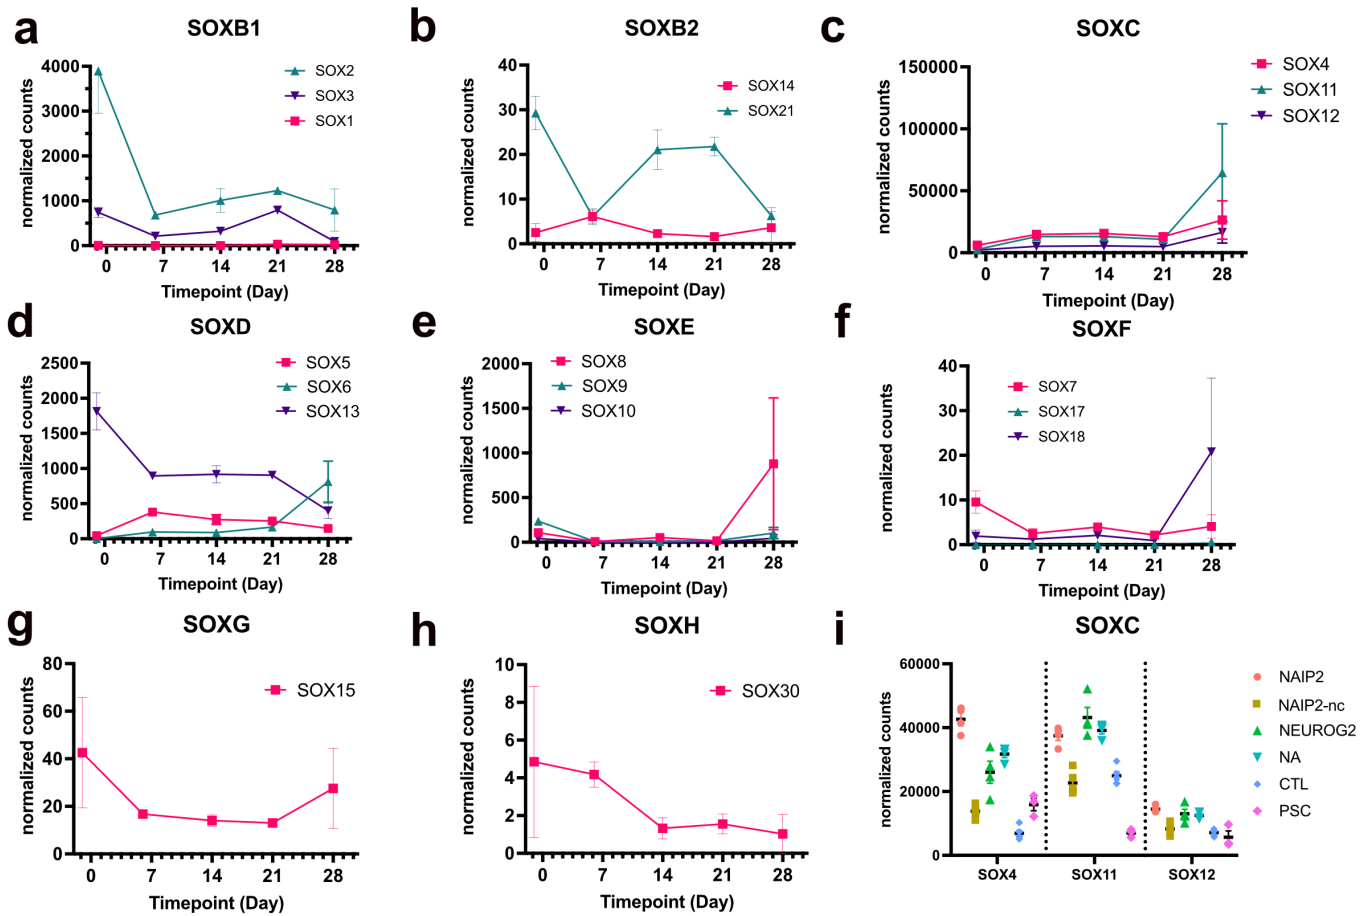 a
SOXB1
normalized counts
4000
3000
2000
1000
0
0 7 14 21 28
Timepoint (Day)
SOX2
SOX3
SOX1
b
SOXB2
normalized counts
40
30
20
10
0
0 7 14 21 28
Timepoint (Day)
SOX14
SOX21
c
SOXC
normalized counts
150000
100000
50000
0
0 7 14 21 28
Timepoint (Day)
SOX4
SOX11
SOX12
d
SOXD
normalized counts
2500
2000
1500
1000
500
0
0 7 14 21 28
Timepoint (Day)
SOX5
SOX6
SOX13
e
SOXE
normalized counts
2000
1500
1000
500
0
0 7 14 21 28
Timepoint (Day)
SOX8
SOX9
SOX10
f
SOXF
normalized counts
40
30
20
10
0
0 7 14 21 28
Timepoint (Day)
SOX7
SOX17
SOX18
g
SOXG
normalized counts
80
60
40
20
0
0 7 14 21 28
Timepoint (Day)
SOX15
h
SOXH
normalized counts
10
8
6
4
2
0
0 7 14 21 28
Timepoint (Day)
SOX30
i
SOXC
normalized counts
60000
40000
20000
0
SOX4 SOX11 SOX12
NAIP2
NAIP2-nc
NEUROG2
NA
CTL
PSC